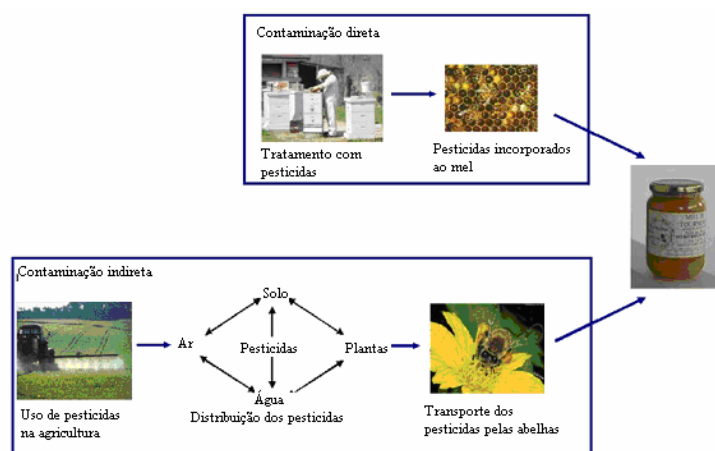 Contaminação direta
Tratamento com
pesticidas
Pesticidas incorporados
ao mel
Contaminação indireta
Solo
Ar
Pesticidas
Plantas
Água
Distribuição dos pesticidas
Uso de pesticidas
na agricultura
Transporte dos
pesticidas pelas abelhas